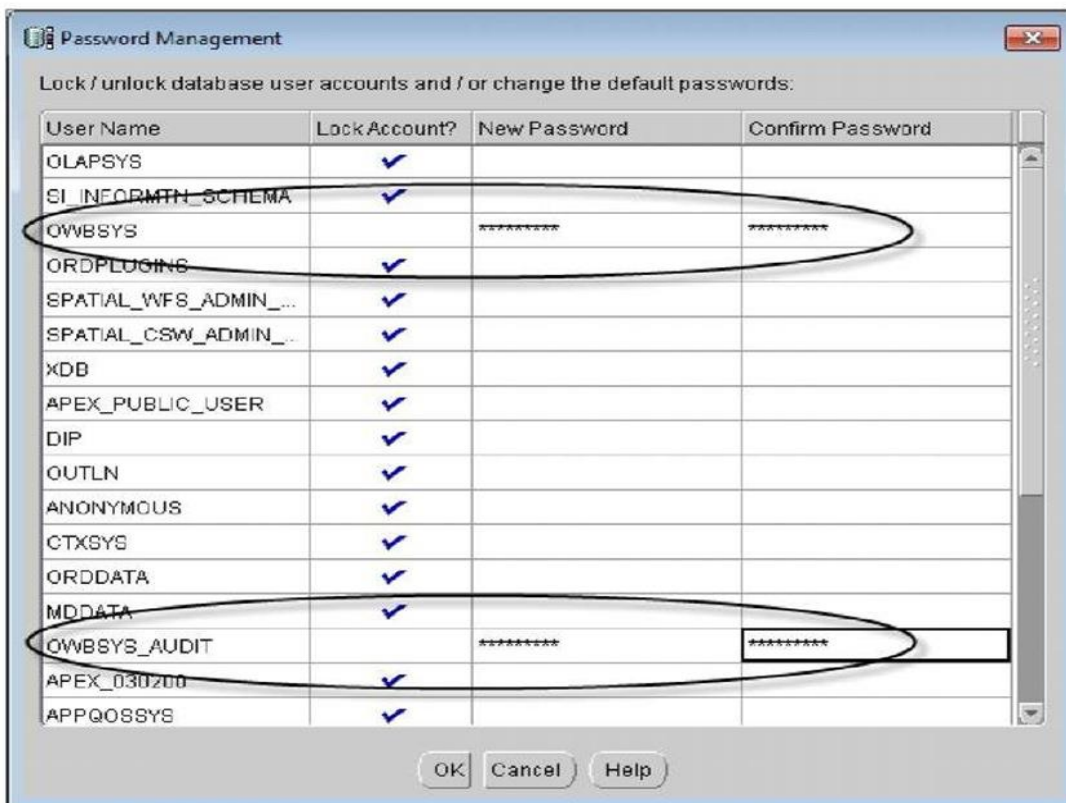 Password Management
Lock / unlock database user accounts and / or change the default passwords:
User Name Lock Account? New Password Confirm Password
OLAPSYS
SI_INFORMTN_SCHEMA
OWBSYS ********* *********
ORDPLUGINS
SPATIAL_WFS_ADMIN_...
SPATIAL_CSW_ADMIN_...
XDB
APEX_PUBLIC_USER
DIP
OUTLN
ANONYMOUS
CTXSYS
ORDDATA
MDDATA
OWBSYS_AUDIT ********* *********
APEX_030200
APPQOSSYS
OK Cancel Help